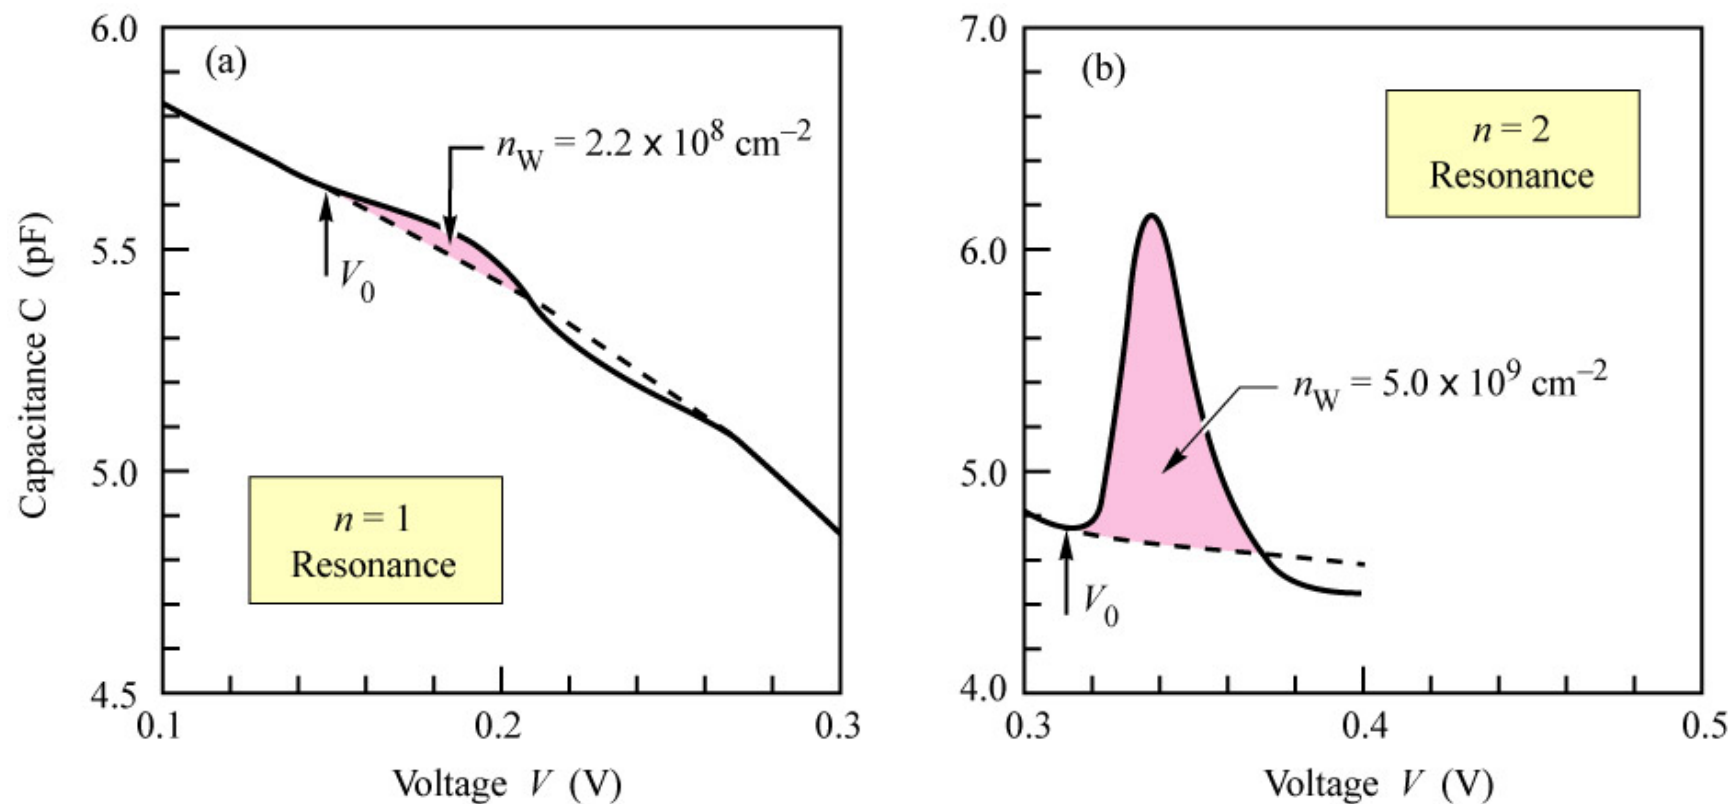 Capacitance C (pF)
6.0
5.5
5.0
4.5
(a)
n_W = 2.2 x 10^8 cm^–2
V_0
n = 1
Resonance
0.1
0.2
0.3
Voltage V (V)
7.0
6.0
5.0
4.0
(b)
n = 2
Resonance
n_W = 5.0 x 10^9 cm^–2
V_0
0.3
0.4
0.5
Voltage V (V)